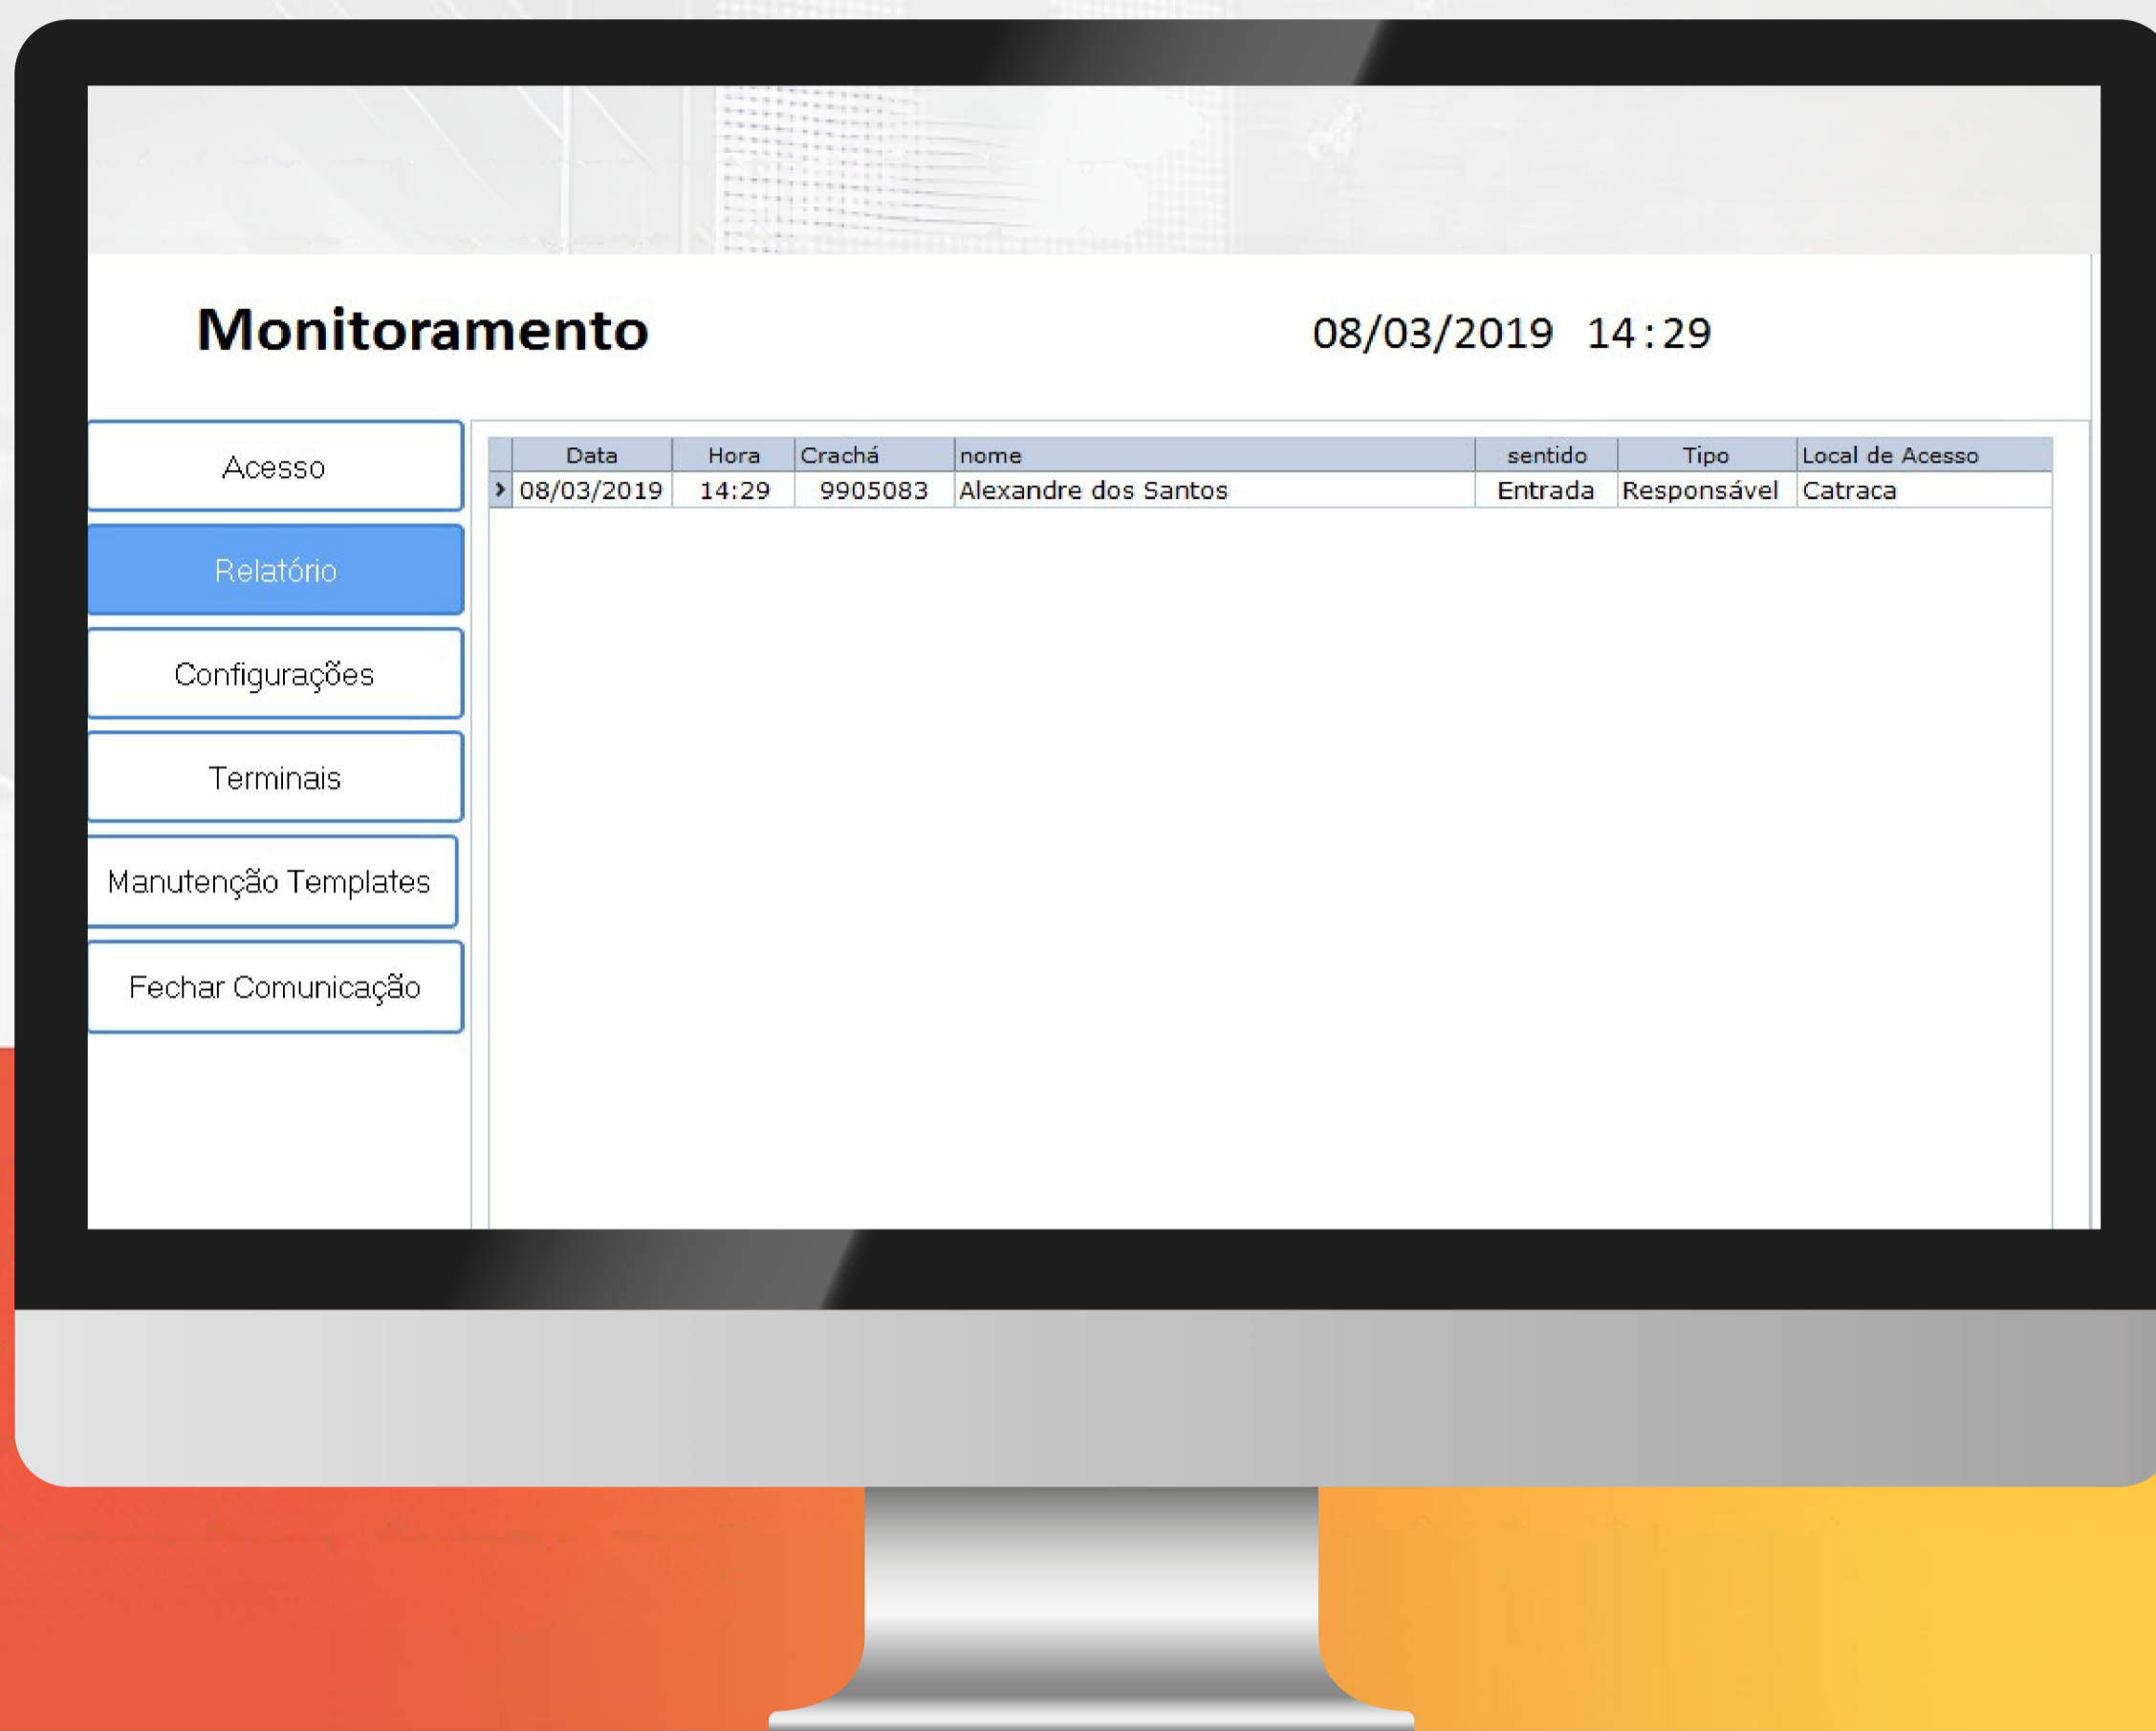 Monitoramento 08/03/2019 14:29
Acesso
Relatório
Configurações
Terminais
Manutenção Templates
Fechar Comunicação
Data Hora Crachá nome sentido Tipo Local de Acesso
> 08/03/2019 14:29 9905083 Alexandre dos Santos Entrada Responsável Catraca